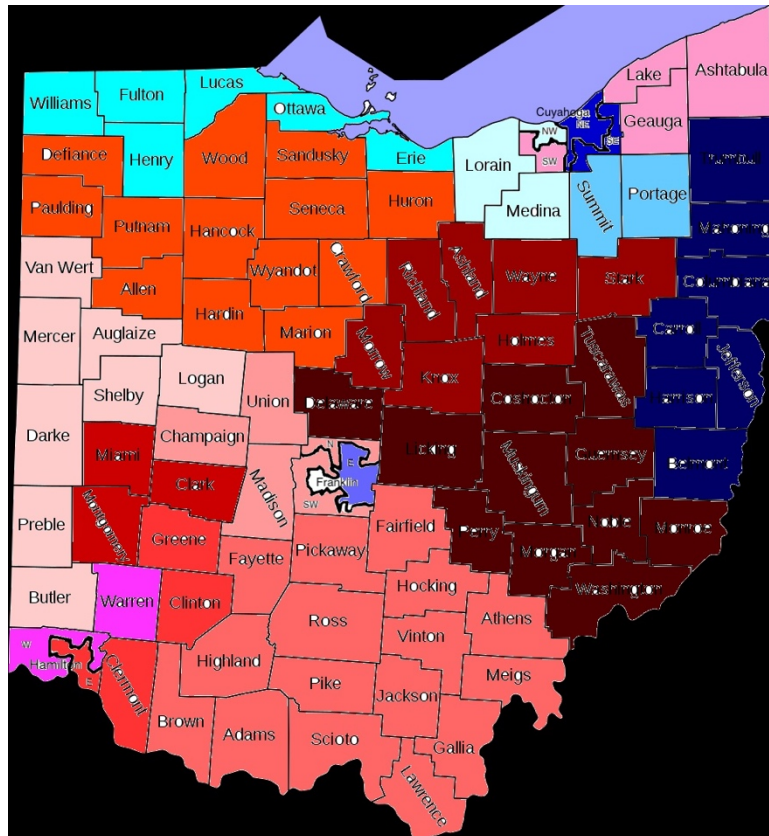 Lake
Ashtabula
Lucas
Williams
Fulton
Cuyahoga
Geauga
Ottawa
NE
NW
SE
Defiance
Henry
Wood
Sandusky
Erie
Lorain
SW
Trumbull
Paulding
Huron
Medina
Summit
Portage
Seneca
Putnam
Hancock
Mahoning
Van Wert
Wyandot
Crawford
Richland
Ashland
Wayne
Stark
Columbiana
Allen
Hardin
Mercer
Auglaize
Marion
Morrow
Holmes
Tuscarawas
Carrol
Jefferson
Logan
Knox
Shelby
Union
Delaware
Coshocton
Harrison
Darke
Champaign
Miami
N
E
Licking
Muskingum
Guernsey
Belmont
Clark
Madison
Franklin
SW
Montgomery
Preble
Greene
Fairfield
Perry
Noble
Monroe
Fayette
Pickaway
Morgan
Butler
Warren
Clinton
Hocking
Washington
Ross
Athens
Vinton
W
Hamilton
E
Clermont
Highland
Pike
Jackson
Meigs
Brown
Adams
Scioto
Gallia
Lawrence